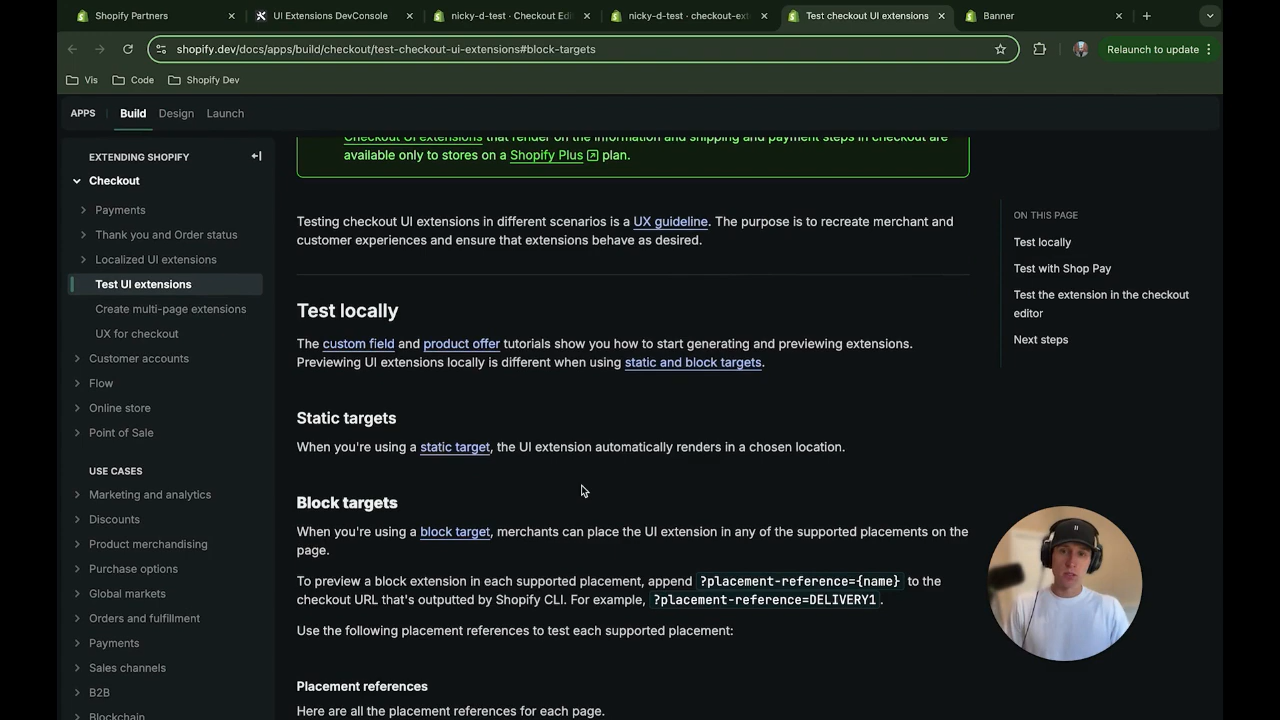 Shopify Partners
UI Extensions DevConsole
nicky-d-test · Checkout Edi
nicky-d-test · checkout-ext
Test checkout UI extensions
Banner
shopify.dev/docs/apps/build/checkout/test-checkout-ui-extensions#block-targets
Relaunch to update
Vis
Code
Shopify Dev
APPS
Build
Design
Launch
EXTENDING SHOPIFY
Checkout
Payments
Thank you and Order status
Localized UI extensions
Test UI extensions
Create multi-page extensions
UX for checkout
Customer accounts
Flow
Online store
Point of Sale
USE CASES
Marketing and analytics
Discounts
Product merchandising
Purchase options
Global markets
Orders and fulfillment
Payments
Sales channels
B2B
Blockchain
Checkout UI extensions that render on the information and shipping and payment steps in checkout are
available only to stores on a Shopify Plus plan.
Testing checkout UI extensions in different scenarios is a UX guideline. The purpose is to recreate merchant and
customer experiences and ensure that extensions behave as desired.
Test locally
The custom field and product offer tutorials show you how to start generating and previewing extensions.
Previewing UI extensions locally is different when using static and block targets.
Static targets
When you're using a static target, the UI extension automatically renders in a chosen location.
Block targets
When you're using a block target, merchants can place the UI extension in any of the supported placements on the
page.
To preview a block extension in each supported placement, append ?placement-reference={name} to the
checkout URL that's outputted by Shopify CLI. For example, ?placement-reference=DELIVERY1.
Use the following placement references to test each supported placement:
Placement references
Here are all the placement references for each page.
ON THIS PAGE
Test locally
Test with Shop Pay
Test the extension in the checkout
editor
Next steps